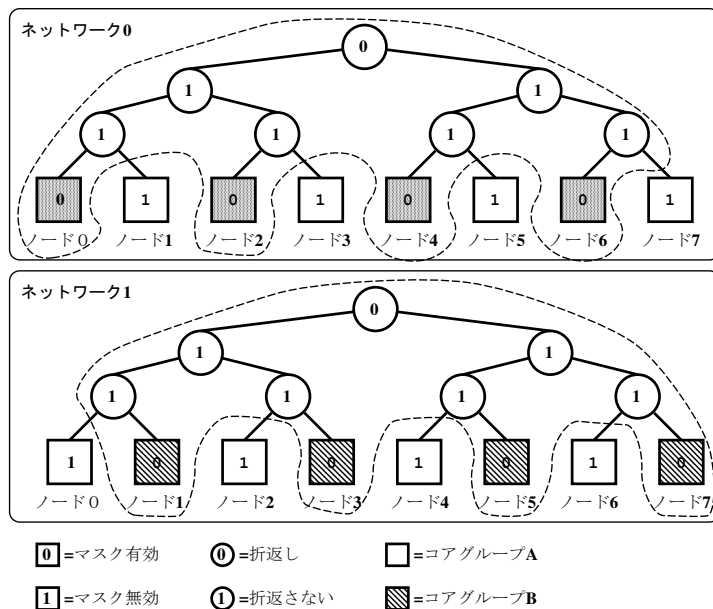 ネットワーク0
0
1 1
1 1 1 1
0 1 0 1 0 1 0 1
ノード0 ノード1 ノード2 ノード3 ノード4 ノード5 ノード6 ノード7
ネットワーク1
0
1 1
1 1 1 1
1 0 1 0 1 0 1 0
ノード0 ノード1 ノード2 ノード3 ノード4 ノード5 ノード6 ノード7
0 =マスク有効 0 =折返し =コアグループA
1 =マスク無効 1 =折返さない =コアグループB